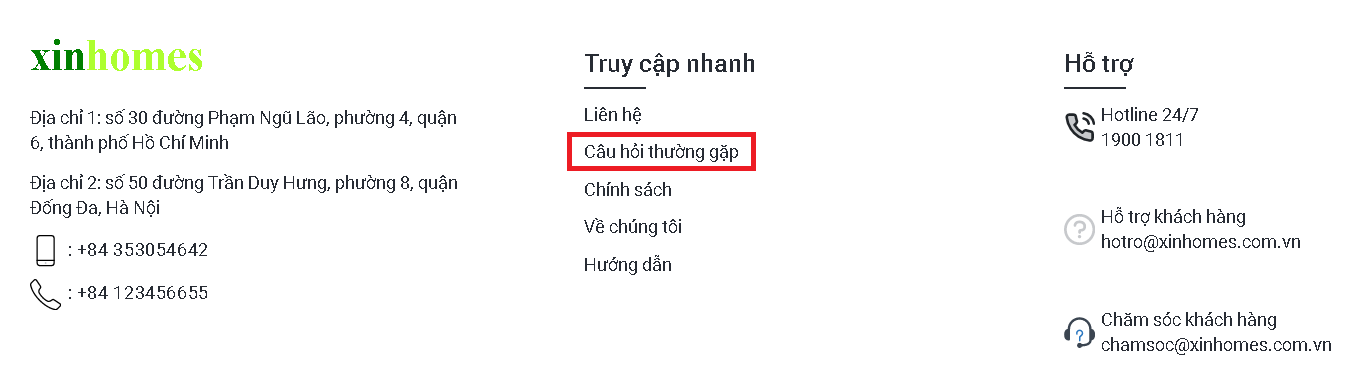 xinhomes
Địa chỉ 1: số 30 đường Phạm Ngũ Lão, phường 4, quận
6, thành phố Hồ Chí Minh
Địa chỉ 2: số 50 đường Trần Duy Hưng, phường 8, quận
Đống Đa, Hà Nội
: +84 353054642
: +84 123456655
Truy cập nhanh
Liên hệ
Câu hỏi thường gặp
Chính sách
Về chúng tôi
Hướng dẫn
Hỗ trợ
Hotline 24/7
1900 1811
Hỗ trợ khách hàng
hotro@xinhomes.com.vn
Chăm sóc khách hàng
chamsoc@xinhomes.com.vn